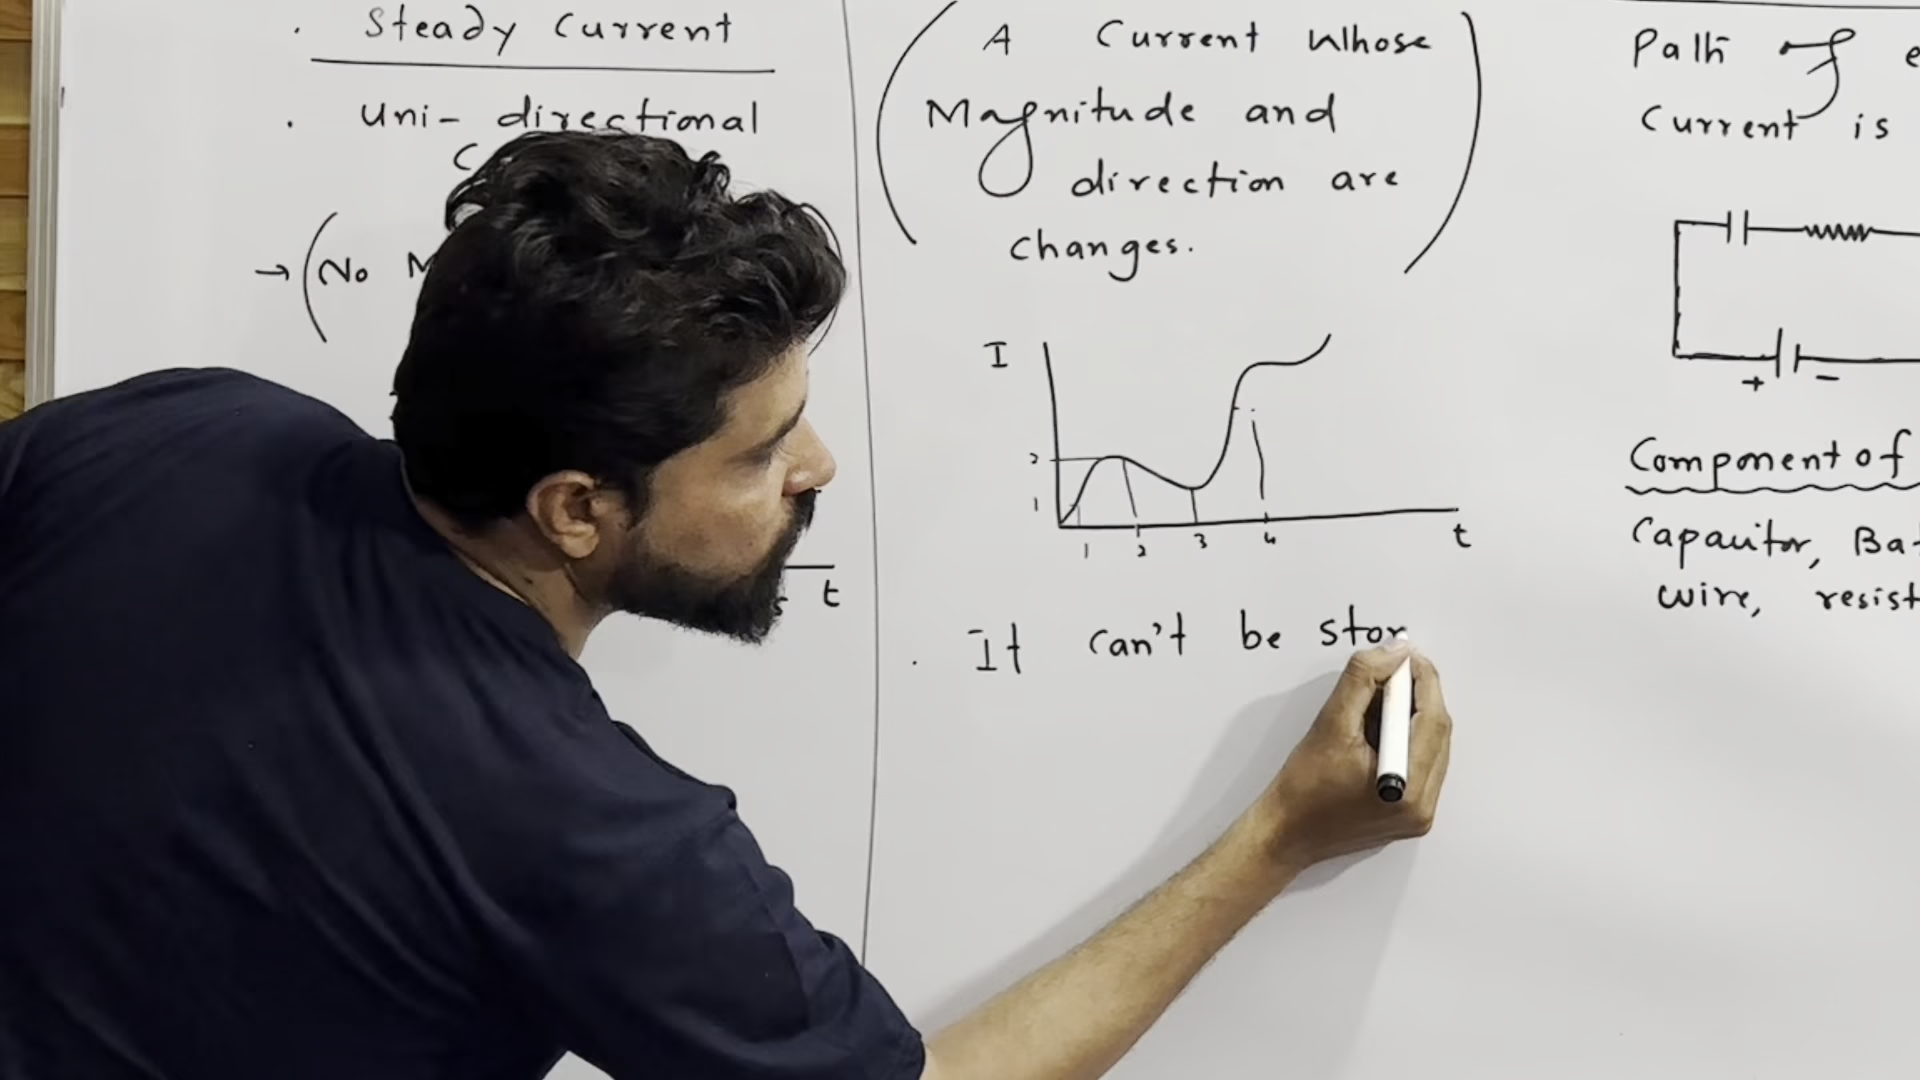 . Steady Current
. Uni- directional
C
→ (No M
t
(A Current Whose
Magnitude and
direction are
changes.)
I
2
1
1 2 3 4
t
. It can't be stor
Path of e
Current is
+ -
Component of
Capacitor, Bat
wire, resist